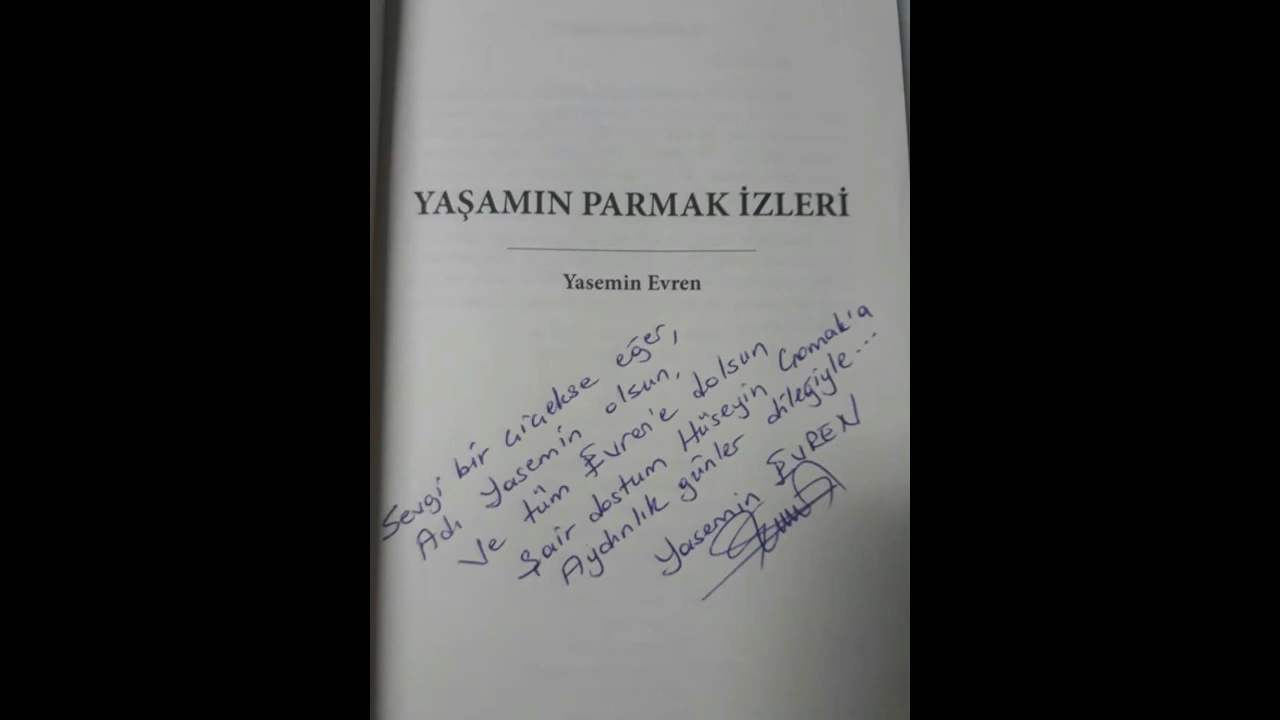 YAŞAMIN PARMAK İZLERİ
Yasemin Evren
Sevgi bir çiçekse eğer,
Adı Yasemin olsun,
Ve tüm Evren'e dolsun
Şair dostum Hüseyin Çomak'a
Aydınlık günler dileğiyle...
Yasemin EVREN